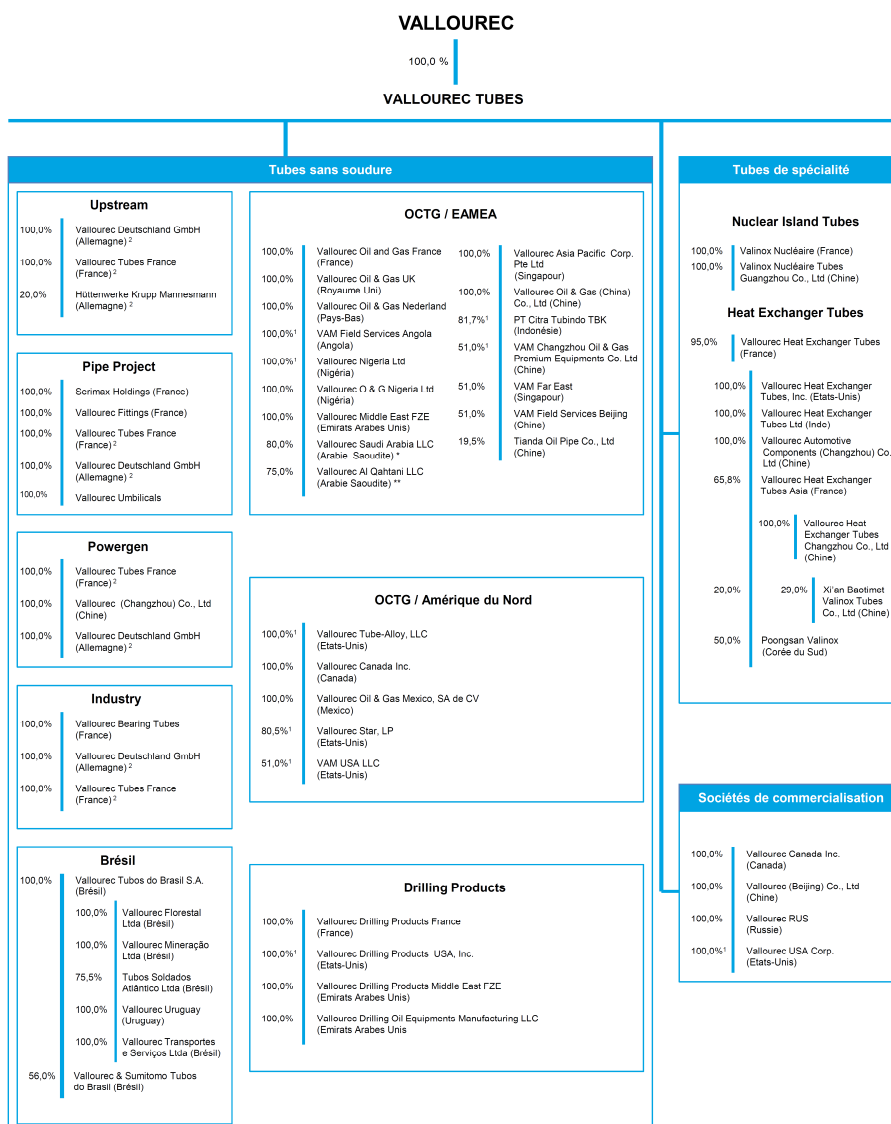 VALLOUREC
100,0 %
VALLOUREC TUBES
Tubes sans soudure
Upstream
100,0% Vallourec Deutschland GmbH
(Allemagne) 2
100,0% Vallourec Tubes France
(France) 2
20,0% Hüttenwerke Krupp Mannesmann
(Allemagne) 2
Pipe Project
100,0% Serimax Holdings (France)
100,0% Vallourec Fittings (France)
100,0% Vallourec Tubes France
(France) 2
100,0% Vallourec Deutschland GmbH
(Allemagne) 2
100,0% Vallourec Umbilicals
Powergen
100,0% Vallourec Tubes France
(France) 2
100,0% Vallourec (Changzhou) Co., Ltd
(Chine)
100,0% Vallourec Deutschland GmbH
(Allemagne) 2
Industry
100,0% Vallourec Bearing Tubes
(France)
100,0% Vallourec Deutschland GmbH
(Allemagne) 2
100,0% Vallourec Tubes France
(France) 2
Brésil
100,0% Vallourec Tubos do Brasil S.A.
(Brésil)
100,0% Vallourec Florestal
Ltda (Brésil)
100,0% Vallourec Mineração
Ltda (Brésil)
75,5% Tubos Soldados
Atlântico Ltda (Brésil)
100,0% Vallourec Uruguay
(Uruguay)
100,0% Vallourec Transportes
e Serviços Ltda (Brésil)
56,0% Vallourec & Sumitomo Tubos
do Brasil (Brésil)
OCTG / EAMEA
100,0% Vallourec Oil and Gas France
(France)
100,0% Vallourec Oil & Gas UK
(Royaume Uni)
100,0% Vallourec Oil & Gas Nederland
(Pays-Bas)
100,0%1 VAM Field Services Angola
(Angola)
100,0%1 Vallourec Nigeria Ltd
(Nigéria)
100,0% Vallourec O & G Nigeria Ltd
(Nigéria)
100,0% Vallourec Middle East FZE
(Emirats Arabes Unis)
80,0% Vallourec Saudi Arabia LLC
(Arabie Saoudite) *
75,0% Vallourec Al Qahtani LLC
(Arabie Saoudite) **
100,0% Vallourec Asia Pacific Corp.
Pte Ltd
(Singapour)
100,0% Vallourec Oil & Gas (China)
Co., Ltd (Chine)
81,7%1 PT Citra Tubindo TBK
(Indonésie)
51,0%1 VAM Changzhou Oil & Gas
Premium Equipments Co. Ltd
(Chine)
51,0% VAM Far East
(Singapour)
51,0% VAM Field Services Beijing
(Chine)
19,5% Tianda Oil Pipe Co., Ltd
(Chine)
OCTG / Amérique du Nord
100,0%1 Vallourec Tube-Alloy, LLC
(Etats-Unis)
100,0% Vallourec Canada Inc.
(Canada)
100,0% Vallourec Oil & Gas Mexico, SA de CV
(Mexico)
80,5%1 Vallourec Star, LP
(Etats-Unis)
51,0%1 VAM USA LLC
(Etats-Unis)
Drilling Products
100,0% Vallourec Drilling Products France
(France)
100,0%1 Vallourec Drilling Products USA, Inc.
(Etats-Unis)
100,0% Vallourec Drilling Products Middle East FZE
(Emirats Arabes Unis)
100,0% Vallourec Drilling Oil Equipments Manufacturing LLC
(Emirats Arabes Unis
Tubes de spécialité
Nuclear Island Tubes
100,0% Valinox Nucléaire (France)
100,0% Valinox Nucléaire Tubes
Guangzhou Co., Ltd (Chine)
Heat Exchanger Tubes
95,0% Vallourec Heat Exchanger Tubes
(France)
100,0% Vallourec Heat Exchanger
Tubes, Inc. (Etats-Unis)
100,0% Vallourec Heat Exchanger
Tubes Ltd (Inde)
100,0% Vallourec Automotive
Components (Changzhou) Co.
Ltd (Chine)
65,8% Vallourec Heat Exchanger
Tubes Asia (France)
100,0% Vallourec Heat
Exchanger Tubes
Changzhou Co., Ltd
(Chine)
20,0% 29,0% Xi'an Baotimet
Valinox Tubes
Co., Ltd (Chine)
50,0% Poongsan Valinox
(Corée du Sud)
Sociétés de commercialisation
100,0% Vallourec Canada Inc.
(Canada)
100,0% Vallourec (Beijing) Co., Ltd
(Chine)
100,0% Vallourec RUS
(Russie)
100,0%1 Vallourec USA Corp.
(Etats-Unis)